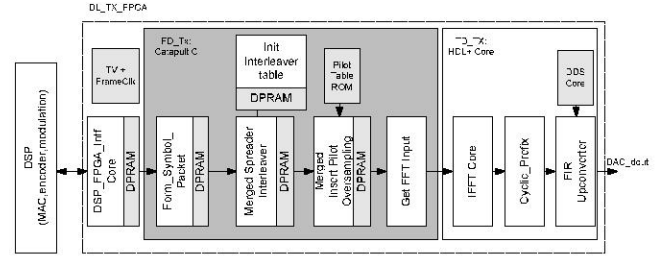 DL_TX_FPGA
TV +
FrameClk
FD_Tx:
Catapult C
Init
Interleaver
table
DPRAM
Pilot
Table
ROM
TD_TX:
HDL+ Core
DDS
Core
DSP
(MAC,encoder,modulation)
DSP_FPGA_Intf
Core
DPRAM
Form_Symbol_
Packet
DPRAM
Merged Spreader
Interleaver
DPRAM
Merged
Insert Pilot
Oversampling
DPRAM
Get FFT Input
IFFT Core
Cyclic_Prefix
FIR
Upconverter
DAC_dout